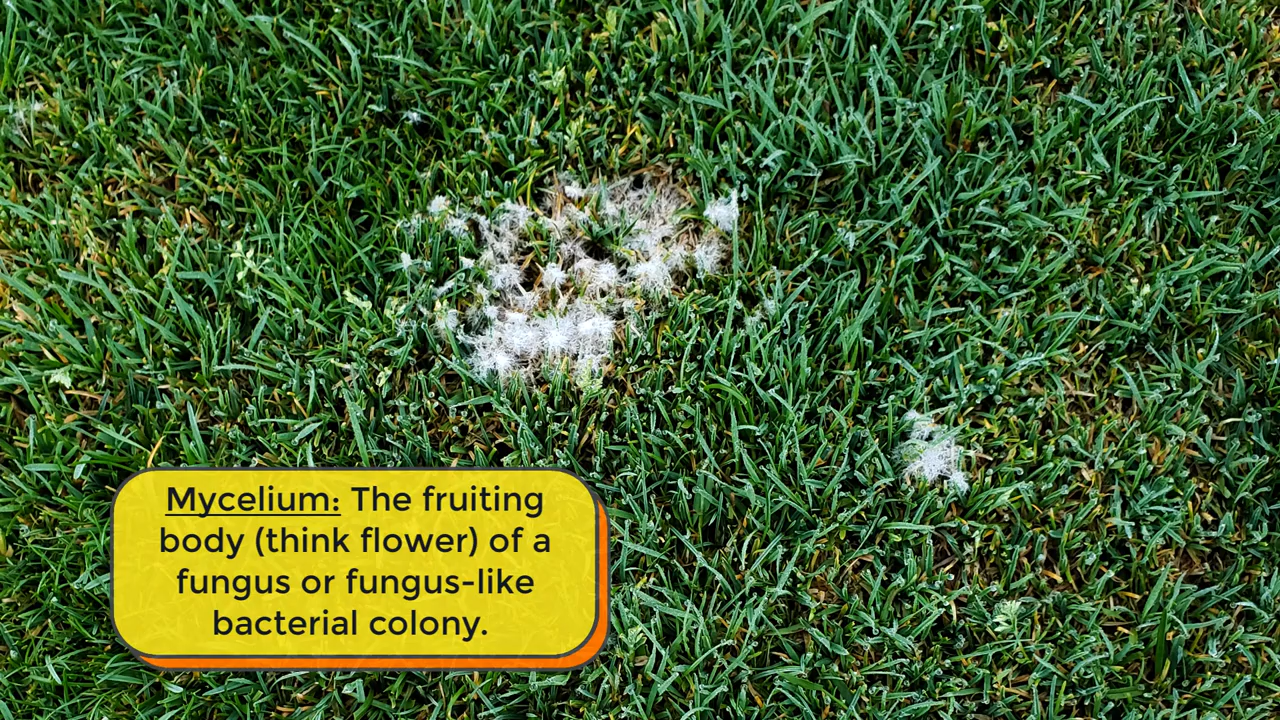 Mycelium: The fruiting
body (think flower) of a
fungus or fungus-like
bacterial colony.